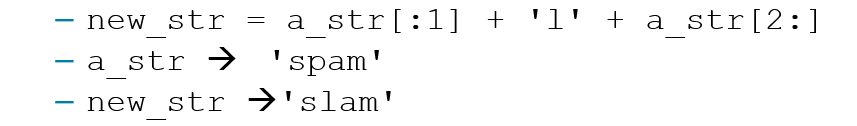 – new_str = a_str[:1] + 'l' + a_str[2:]
– a_str → 'spam'
– new_str →'slam'